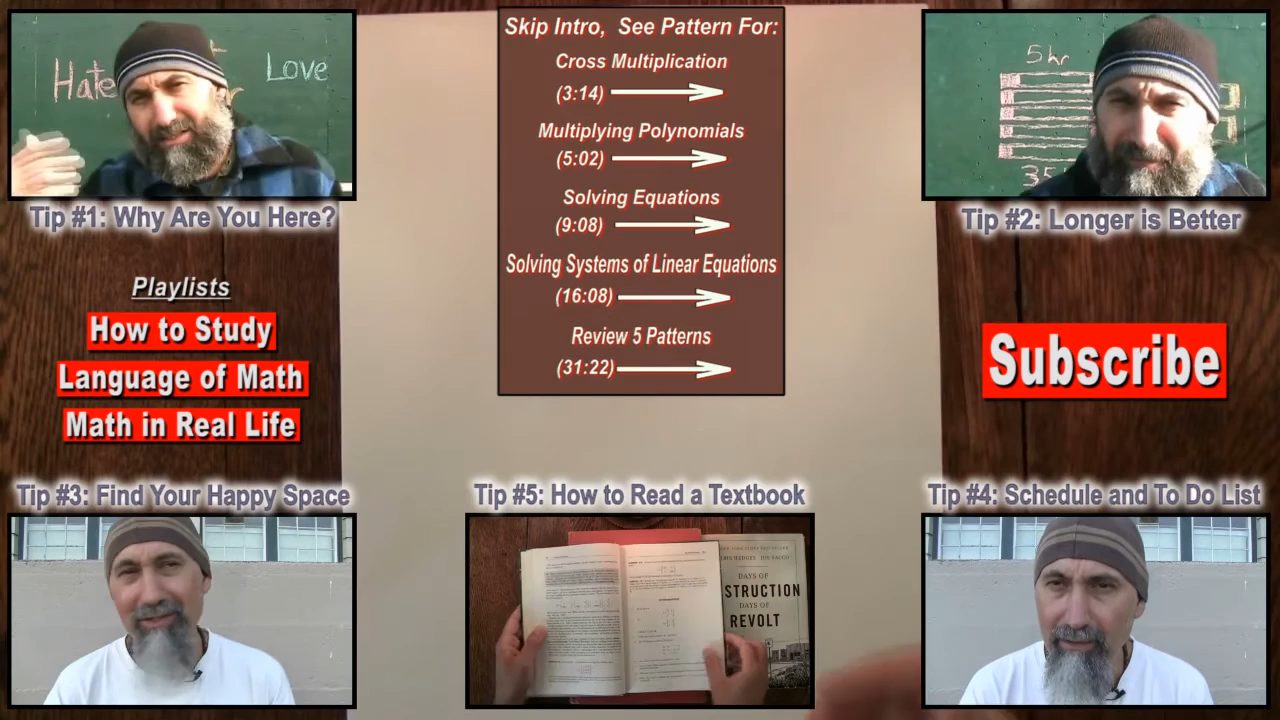 Hate
Love
Tip #1: Why Are You Here?
Skip Intro, See Pattern For:
Cross Multiplication
(3:14)
Multiplying Polynomials
(5:02)
Solving Equations
(9:08)
Solving Systems of Linear Equations
(16:08)
Review 5 Patterns
(31:22)
5hr
35
Tip #2: Longer is Better
Playlists
How to Study
Language of Math
Math in Real Life
Subscribe
Tip #3: Find Your Happy Space
Tip #5: How to Read a Textbook
DAYS OF
STRUCTION
DAYS OF
REVOLT
Tip #4: Schedule and To Do List